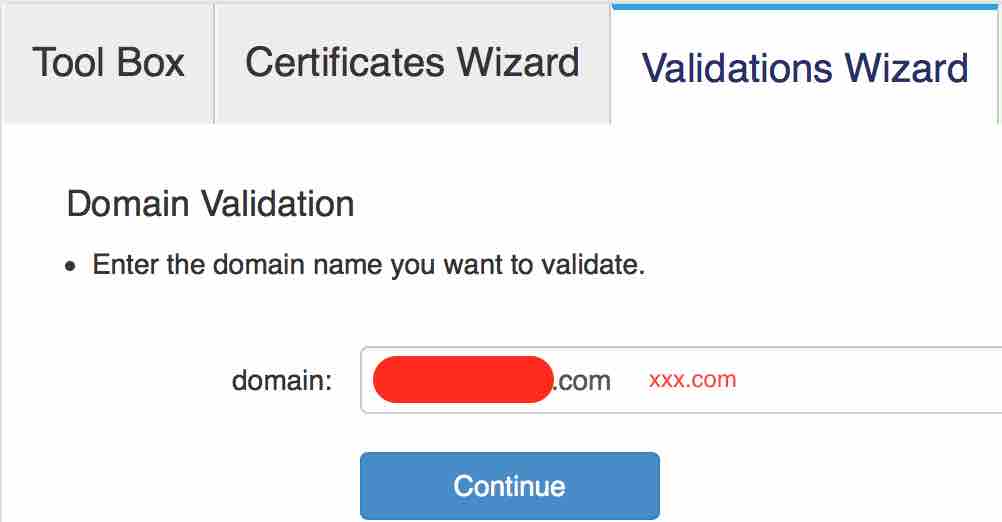 Tool Box
Certificates Wizard
Validations Wizard
Domain Validation
• Enter the domain name you want to validate.
domain: .com xxx.com
Continue